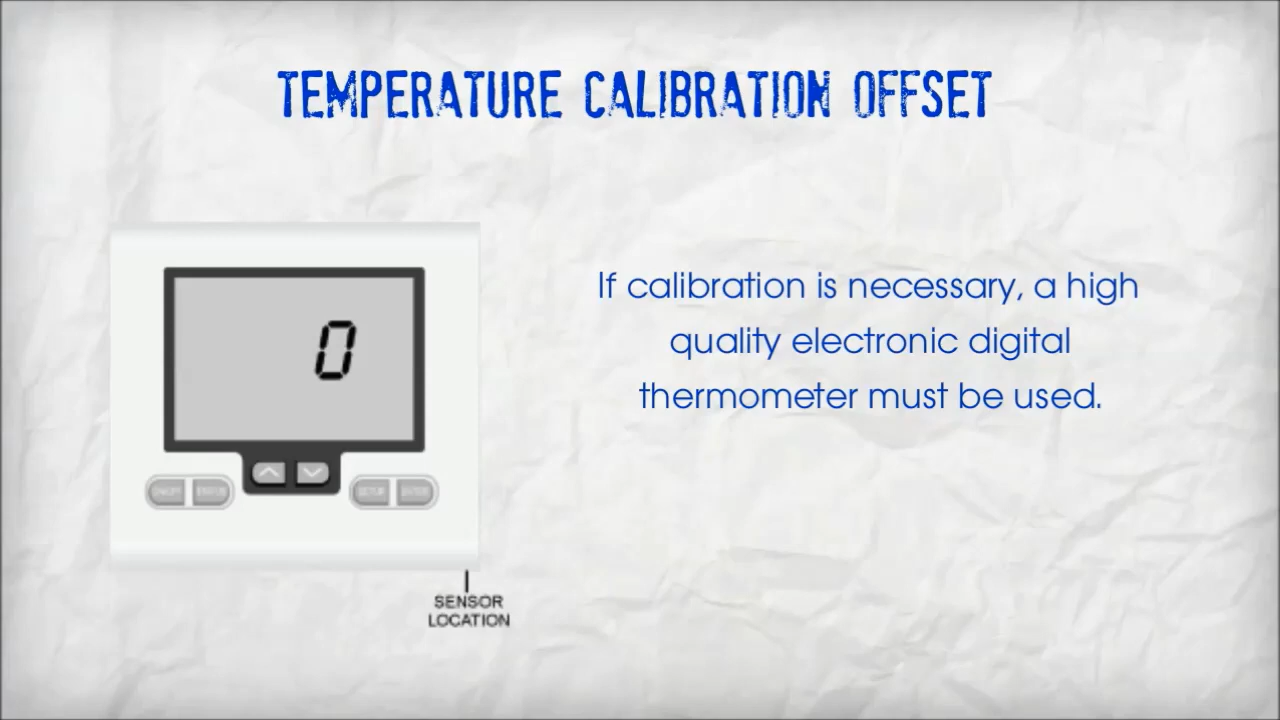 TEMPERATURE CALIBRATION OFFSET
0
If calibration is necessary, a high
quality electronic digital
thermometer must be used.
SENSOR
LOCATION